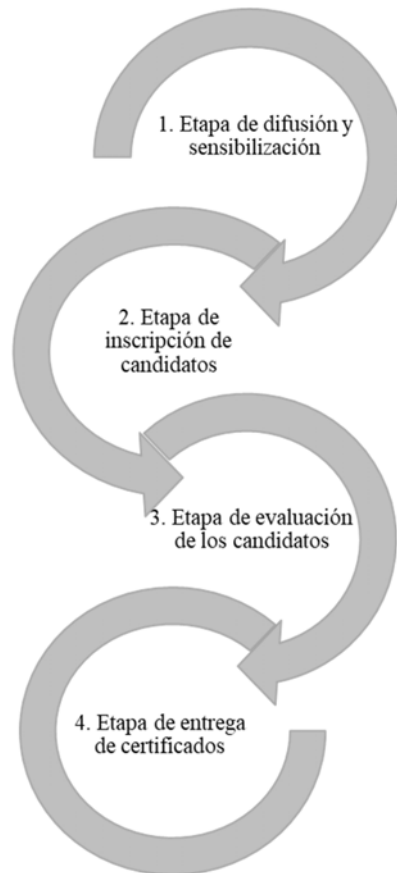 1. Etapa de difusión y
sensibilización
2. Etapa de
inscripción de
candidatos
3. Etapa de evaluación
de los candidatos
4. Etapa de entrega
de certificados